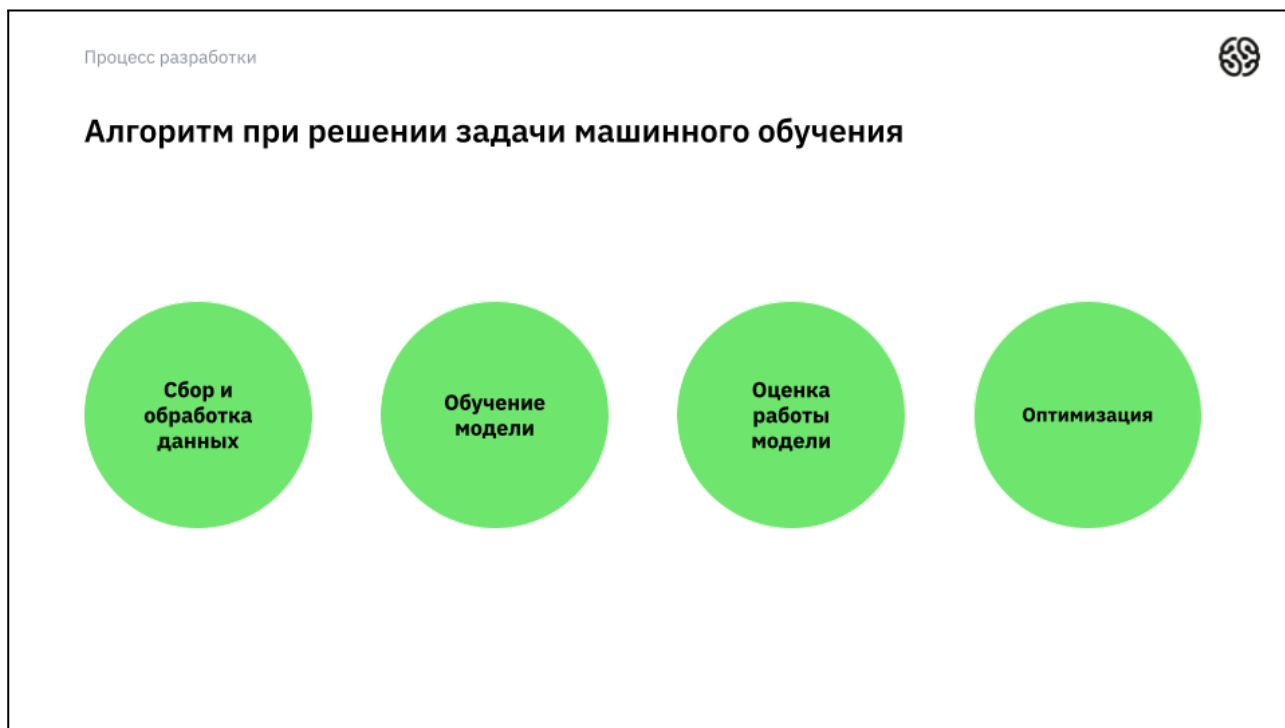 Процесс разработки
Алгоритм при решении задачи машинного обучения
Сбор и
обработка
данных
Обучение
модели
Оценка
работы
модели
Оптимизация